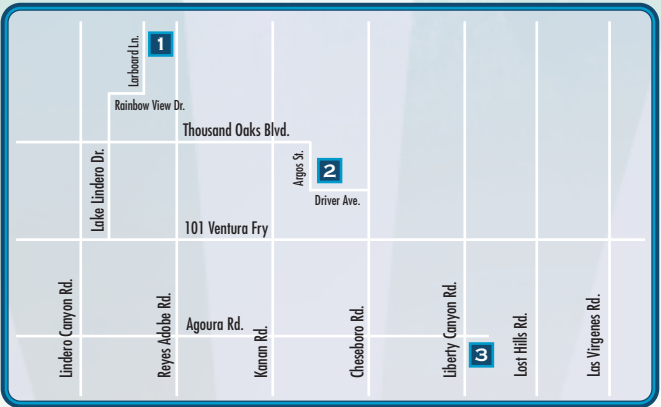 Larboard Ln.
1
Rainbow View Dr.
Thousand Oaks Blvd.
Lake Lindero Dr.
Argos St.
2
Driver Ave.
101 Ventura Fry
Lindero Canyon Rd.
Reyes Adobe Rd.
Agoura Rd.
Kanan Rd.
Cheseboro Rd.
Liberty Canyon Rd.
3
Lost Hills Rd.
Las Virgenes Rd.